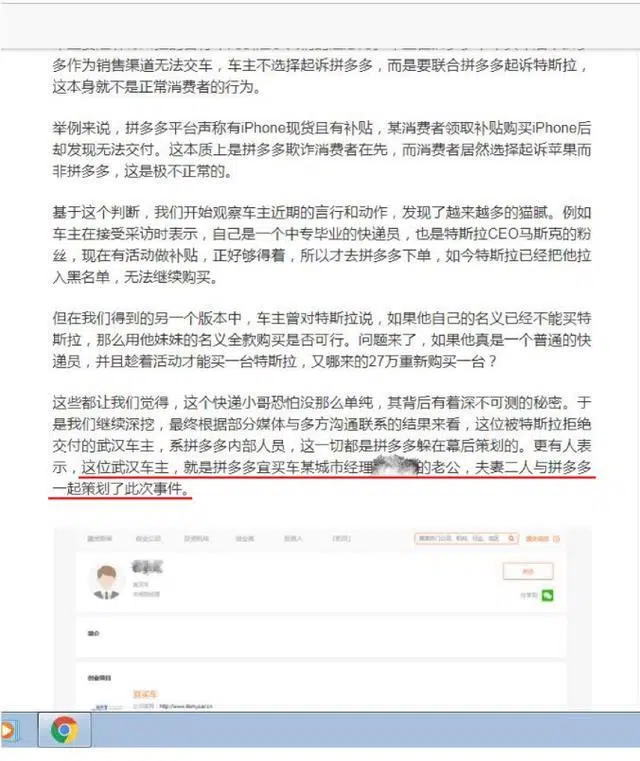 多作为销售渠道无法交车，车主不选择起诉拼多多，而是要联合拼多多起诉特斯拉，
这本身就不是正常消费者的行为。
举例来说，拼多多平台声称有iPhone现货且有补贴，某消费者领取补贴购买iPhone后
却发现无法交付。这本质上是拼多多欺诈消费者在先，而消费者居然选择起诉苹果而
非拼多多，这是极不正常的。
基于这个判断，我们开始观察车主近期的言行和动作，发现了越来越多的猫腻。例如
车主在接受采访时表示，自己是一个中专毕业的快递员，也是特斯拉CEO马斯克的粉
丝，现在有活动做补贴，正好够得着，所以才去拼多多下单，如今特斯拉已经把他拉
入黑名单，无法继续购买。
但在我们得到的另一个版本中，车主曾对特斯拉说，如果他自己的名义已经不能买特
斯拉，那么用他妹妹的名义全款购买是否可行。问题来了，如果他真是一个普通的快
递员，并且趁着活动才能买一台特斯拉，又哪来的27万重新购买一台？
这些都让我们觉得，这个快递小哥恐怕没那么单纯，其背后有着深不可测的秘密。于
是我们继续深挖，最终根据部分媒体与多方沟通联系的结果来看，这位被特斯拉拒绝
交付的武汉车主，系拼多多内部人员，这一切都是拼多多躲在幕后策划的。更有人表
示，这位武汉车主，就是拼多多宜买车某城市经理的老公，夫妻二人与拼多多
一起策划了此次事件。
创业公司 投资机构 创业者 投资人
简介
创业项目
宜买车